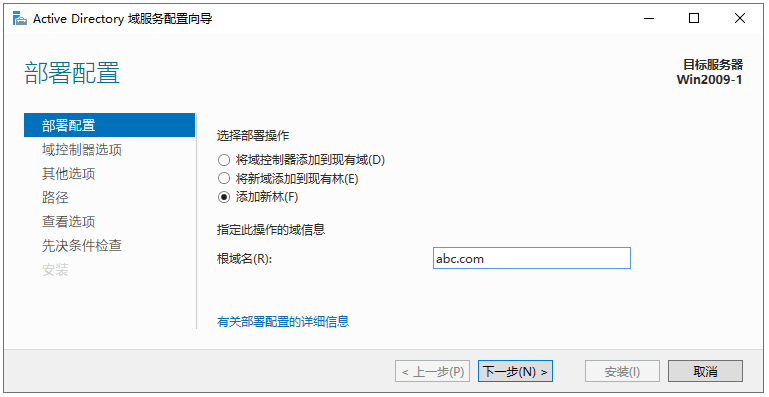 Active Directory 域服务配置向导
部署配置
目标服务器
Win2009-1
部署配置
域控制器选项
其他选项
路径
查看选项
先决条件检查
安装
选择部署操作
将域控制器添加到现有域(D)
将新域添加到现有林(E)
添加新林(F)
指定此操作的域信息
根域名(R):
abc.com
有关部署配置的详细信息
< 上一步(P)
下一步(N) >
安装(I)
取消